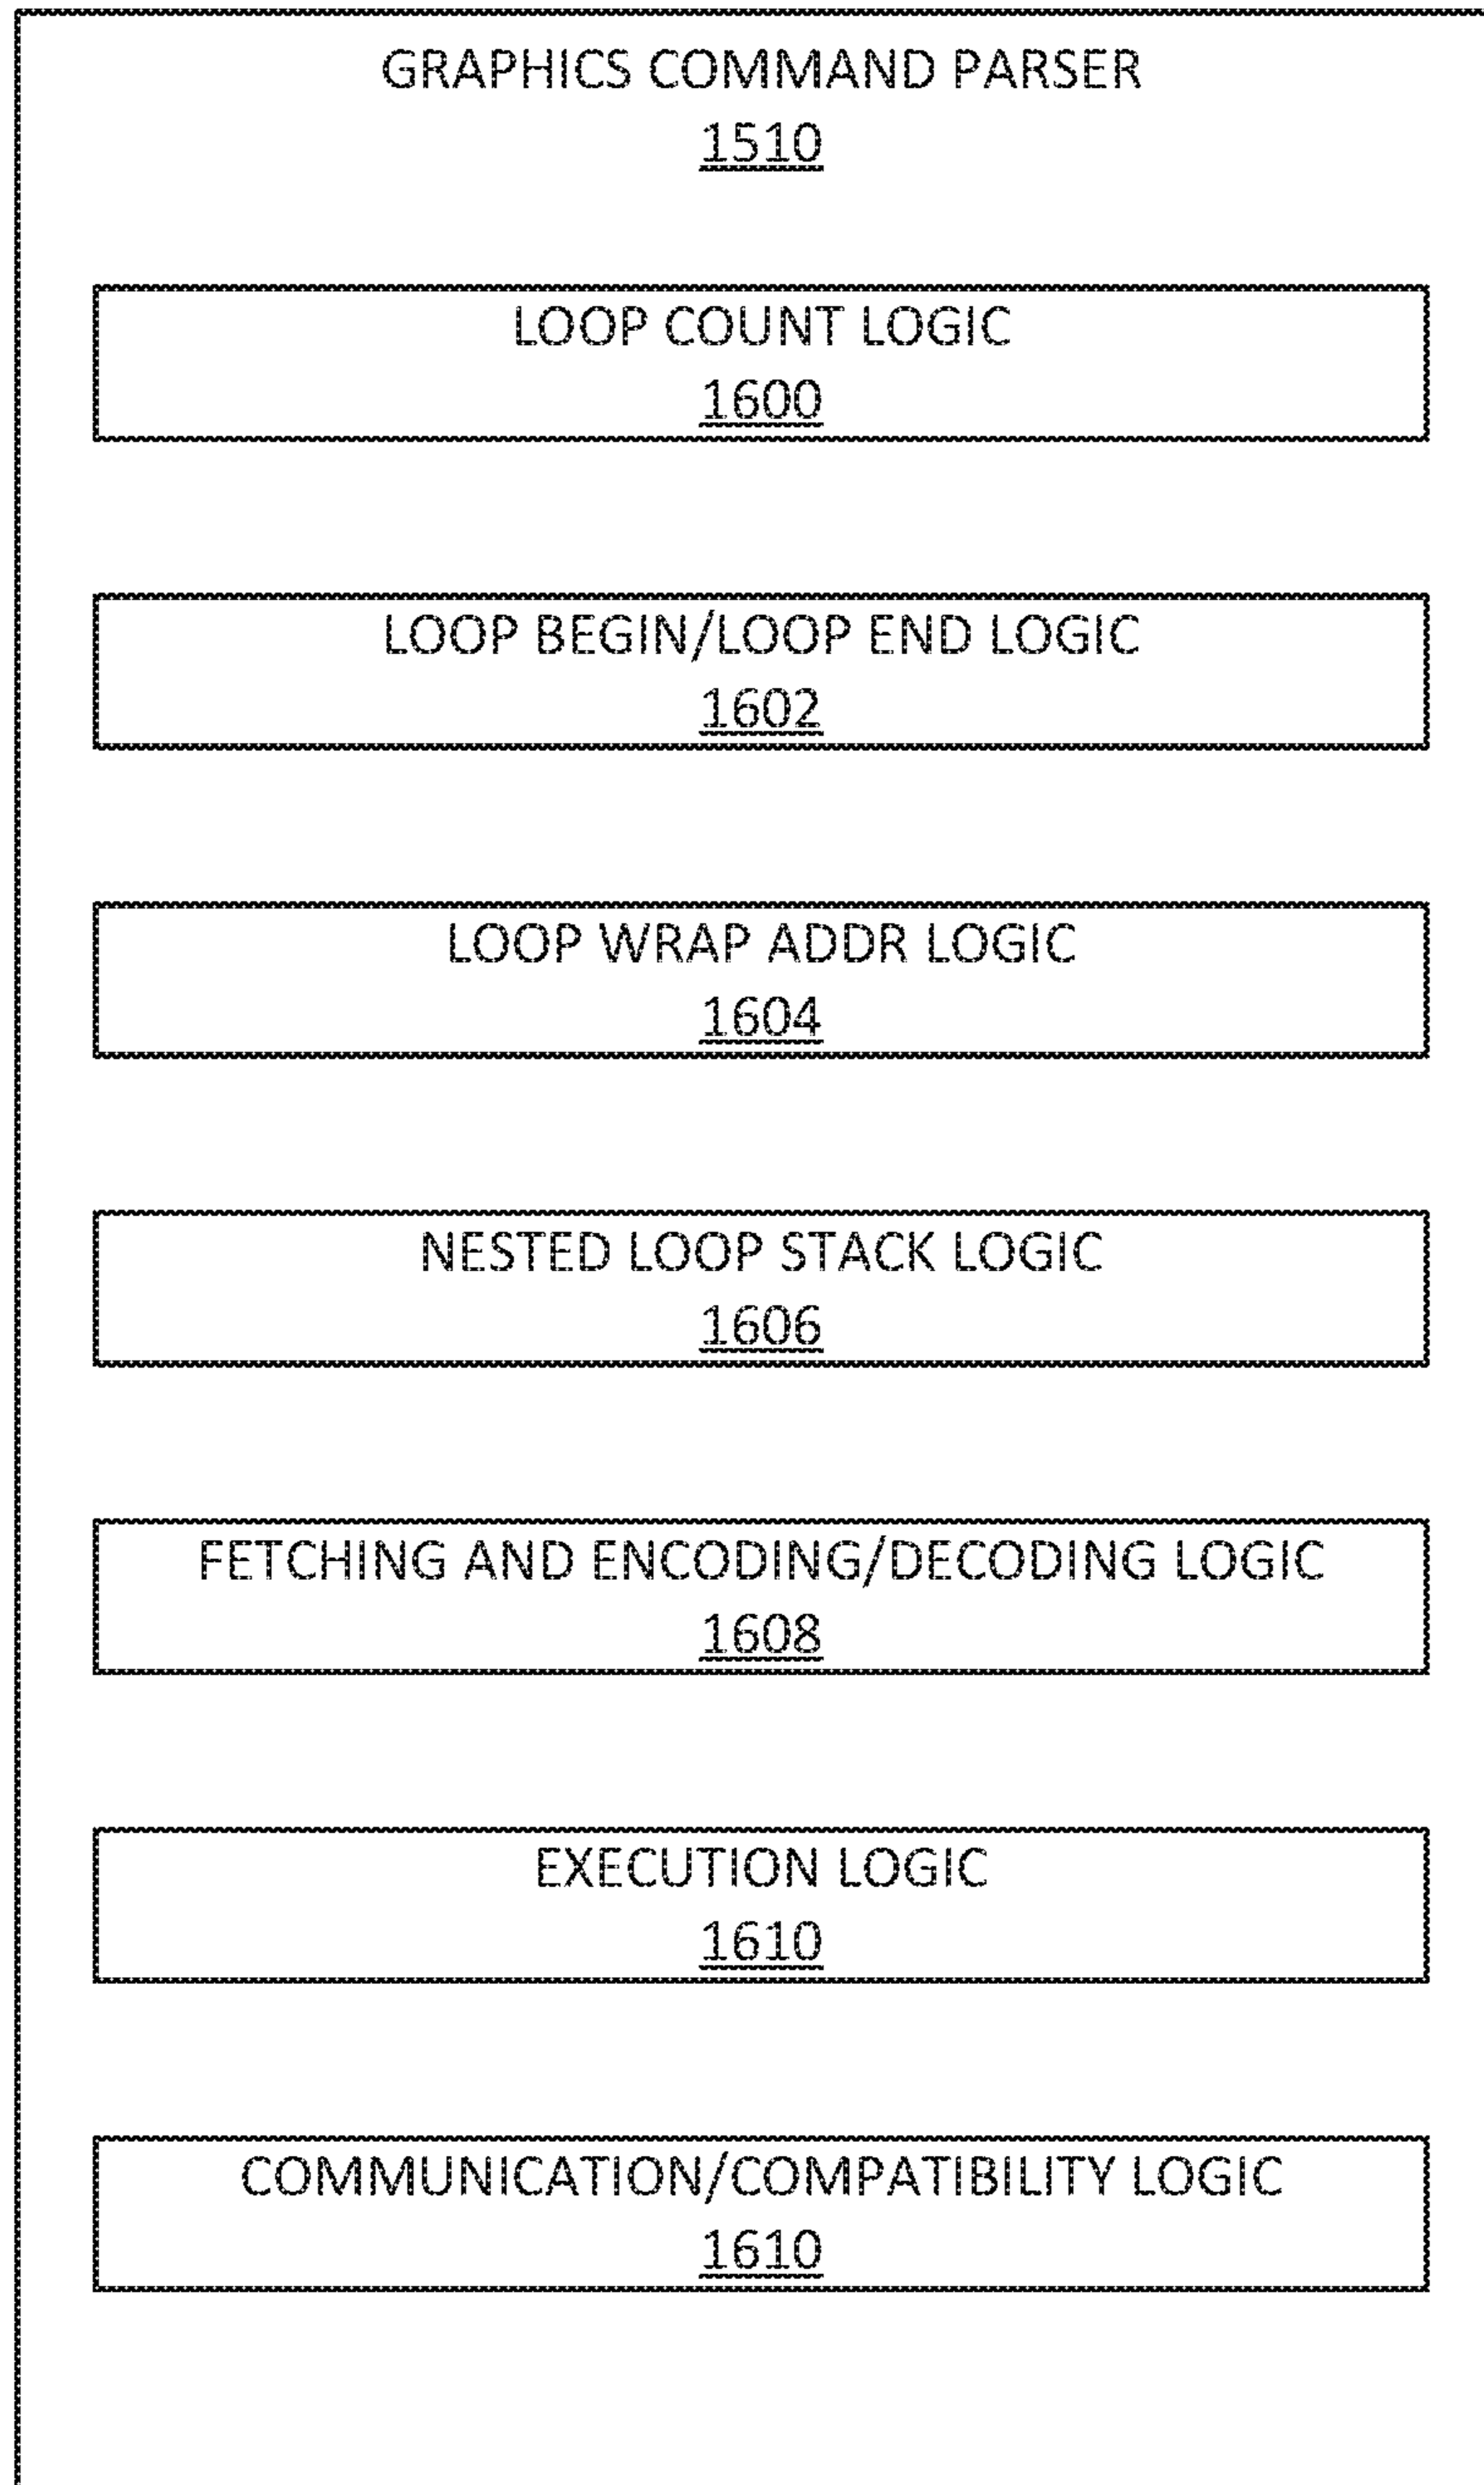 GRAPHICS COMMAND PARSER
1510
LOOP COUNT LOGIC
1600
LOOP BEGIN/LOOP END LOGIC
1602
LOOP WRAP ADDR LOGIC
1604
NESTED LOOP STACK LOGIC
1606
FETCHING AND ENCODING/DECODING LOGIC
1608
EXECUTION LOGIC
1610
COMMUNICATION/COMPATIBILITY LOGIC
1610